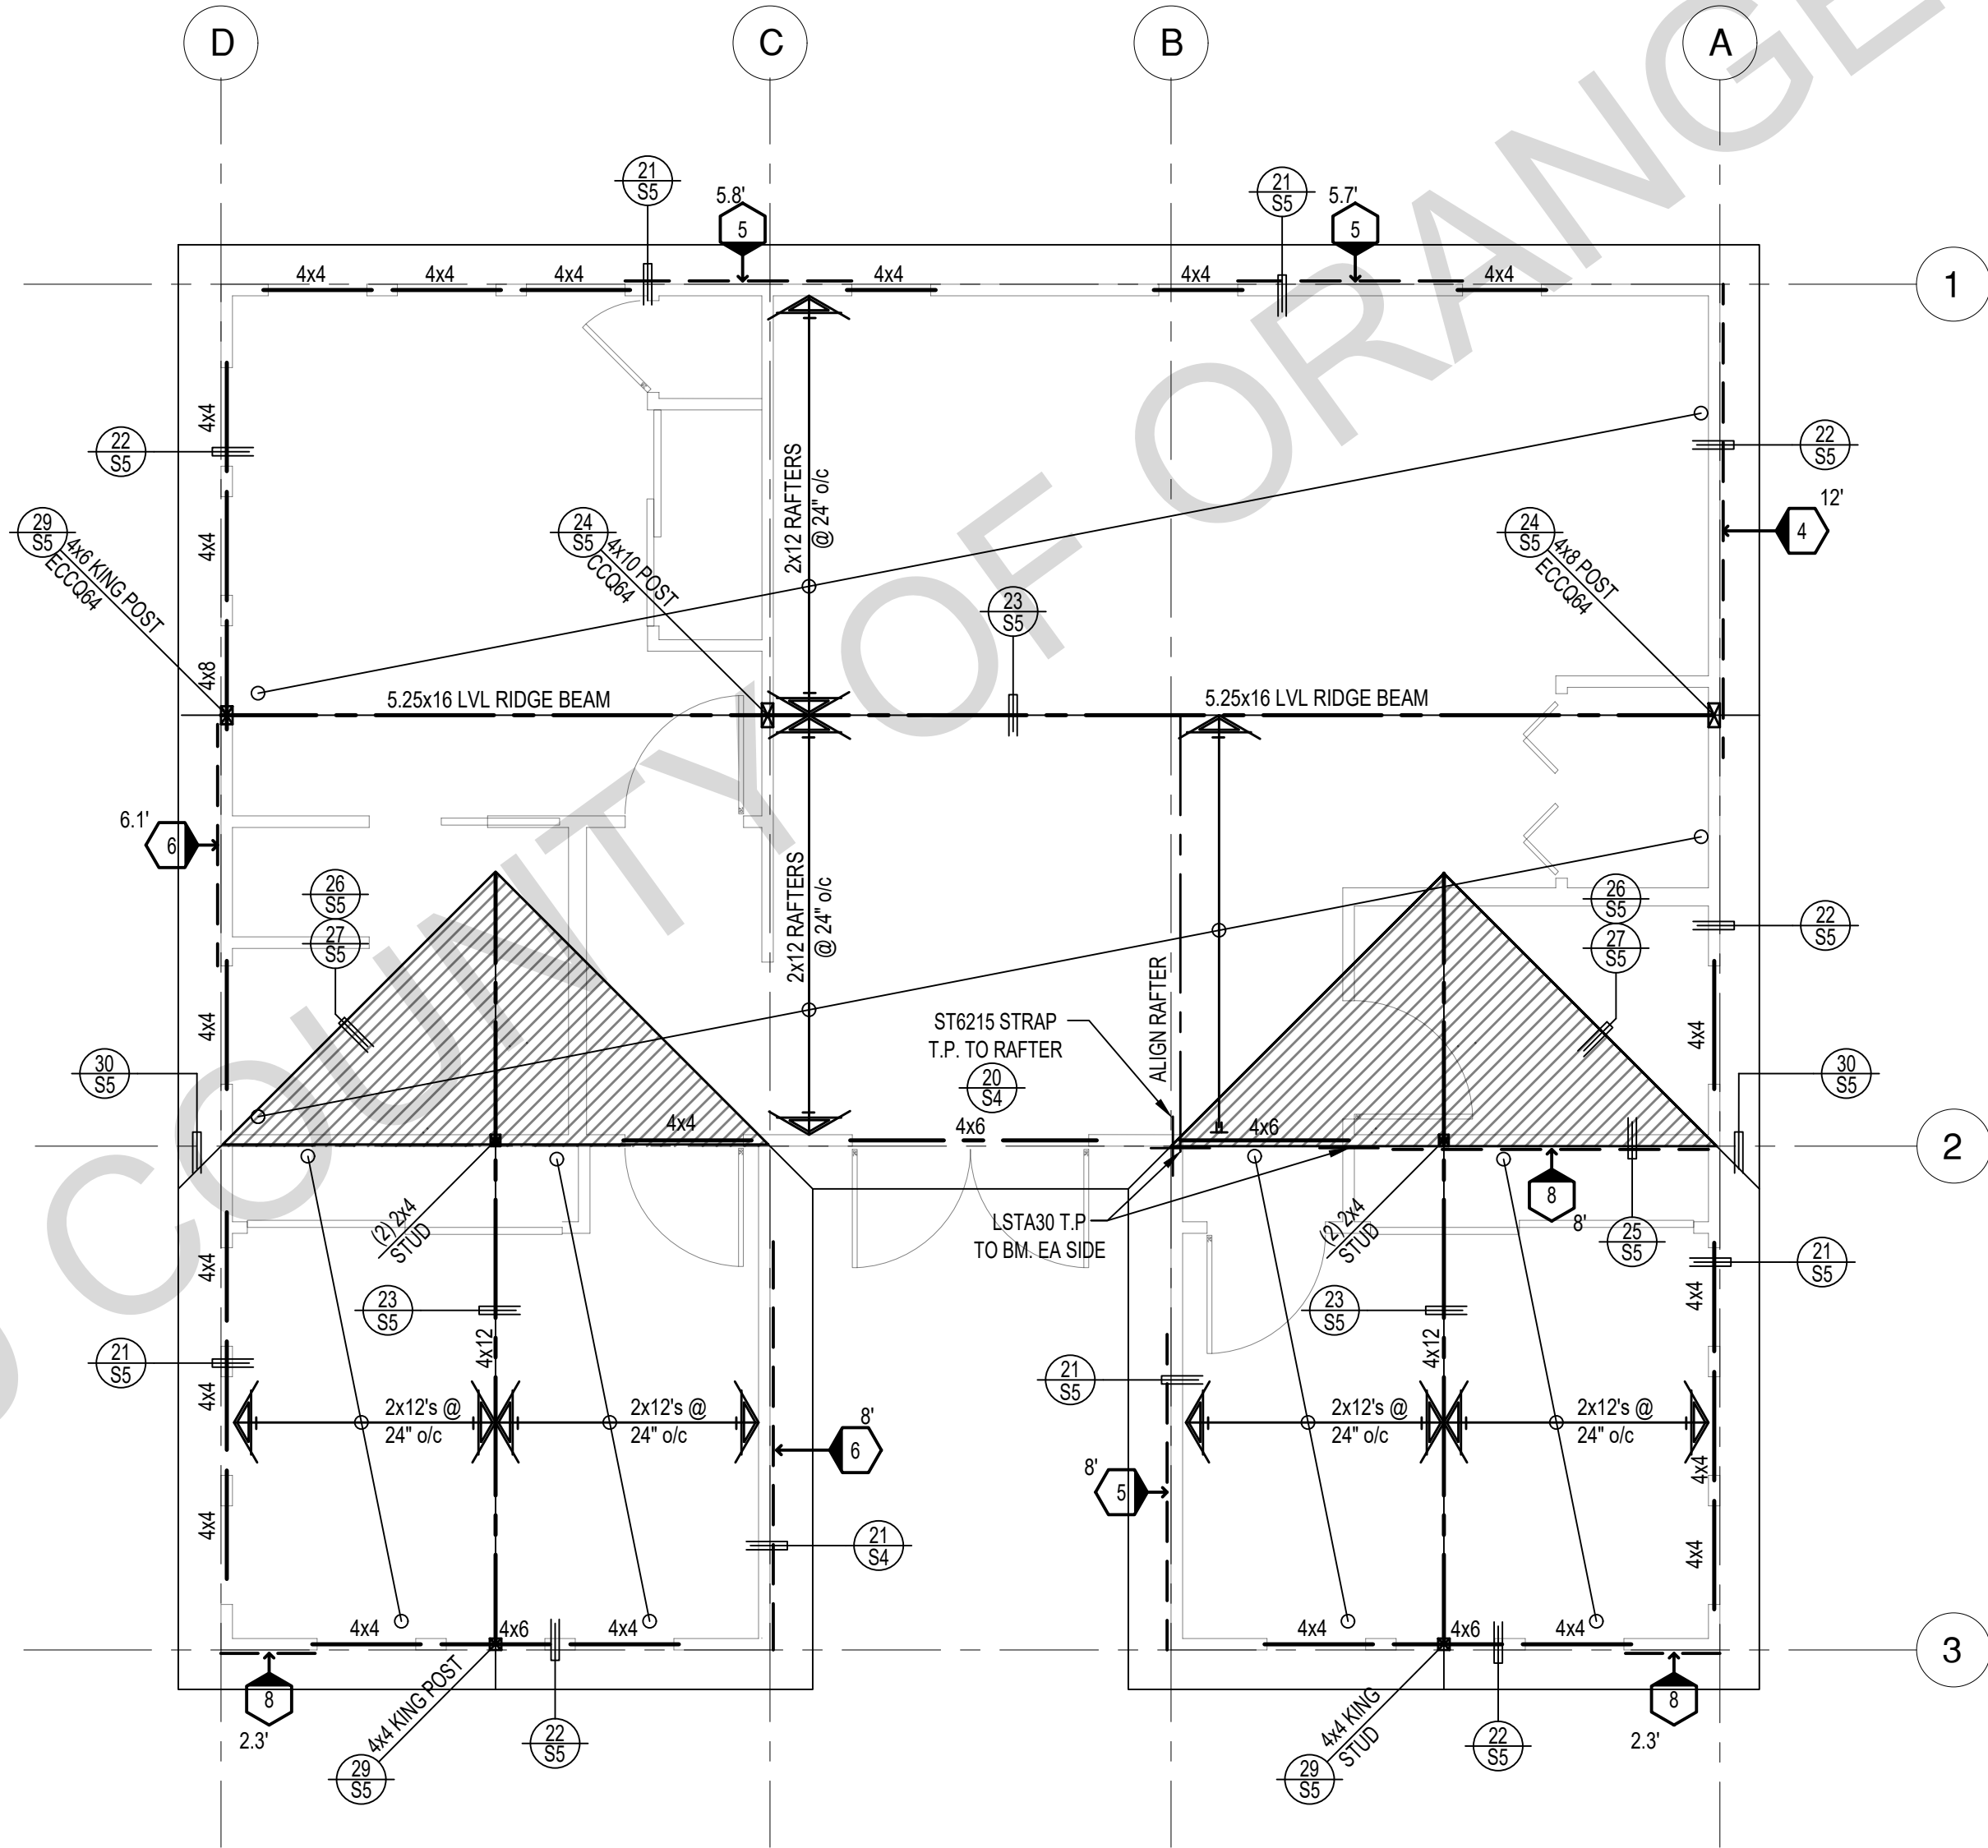 D
C
B
A
21
S5
5.8'
5
21
S5
5.7'
5
4x4
4x4
4x4
4x4
4x4
4x4
1
4x4
22
S5
22
S5
2x12 RAFTERS
@ 24" o/c
12'
4
29
S5
4x6 KING POST
ECCQ64
4x4
24
S5
4x10 POST
CCQ64
24
S5
4x8 POST
ECCQ64
23
S5
4x8
5.25x16 LVL RIDGE BEAM
5.25x16 LVL RIDGE BEAM
6.1'
6
26
S5
27
S5
2x12 RAFTERS
@ 24" o/c
26
S5
27
S5
22
S5
4x4
ALIGN RAFTER
4x4
ST6215 STRAP
T.P. TO RAFTER
30
S5
20
S4
30
S5
4x4
4x6
4x6
2
8
8'
(2) 2x4
STUD
LSTA30 T.P
TO BM. EA SIDE
(2) 2x4
STUD
25
S5
4x4
21
S5
23
S5
4x12
23
S5
4x12
4x4
21
S5
4x4
21
S5
2x12's @
24" o/c
2x12's @
24" o/c
8'
6
2x12's @
24" o/c
2x12's @
24" o/c
4x4
8'
5
4x4
21
S4
4x4
4x4
4x6
4x4
4x4
4x6
4x4
3
8
2.3'
4x4 KING POST
29
S5
22
S5
4x4 KING
STUD
29
S5
22
S5
8
2.3'
COUNTY OF ORANGE